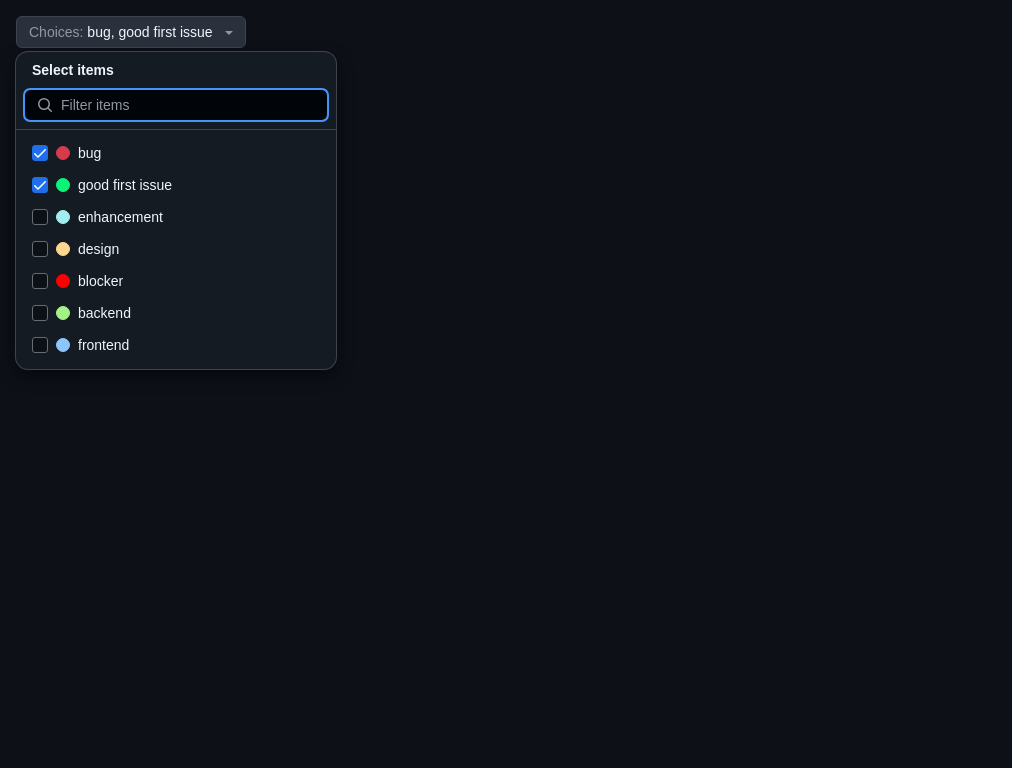 Choices: bug, good first issue
Select items
Filter items
bug
good first issue
enhancement
design
blocker
backend
frontend